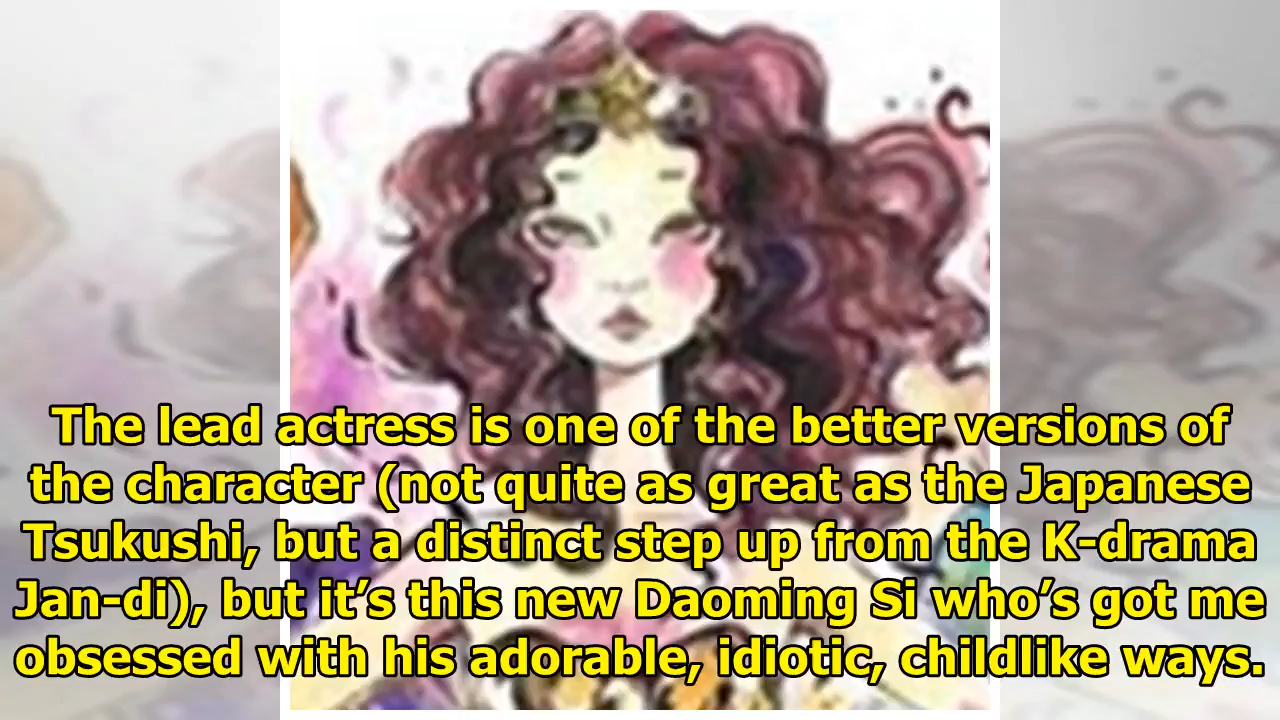 The lead actress is one of the better versions of
the character (not quite as great as the Japanese
Tsukushi, but a distinct step up from the K-drama
Jan-di), but it’s this new Daoming Si who’s got me
obsessed with his adorable, idiotic, childlike ways.